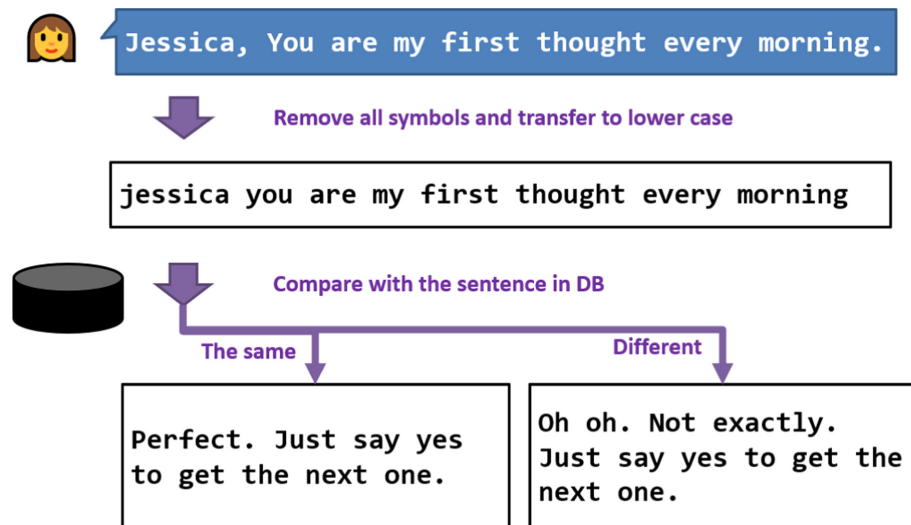 Jessica, You are my first thought every morning.
Remove all symbols and transfer to lower case
jessica you are my first thought every morning
Compare with the sentence in DB
The same
Different
Perfect. Just say yes
to get the next one.
Oh oh. Not exactly.
Just say yes to get the
next one.